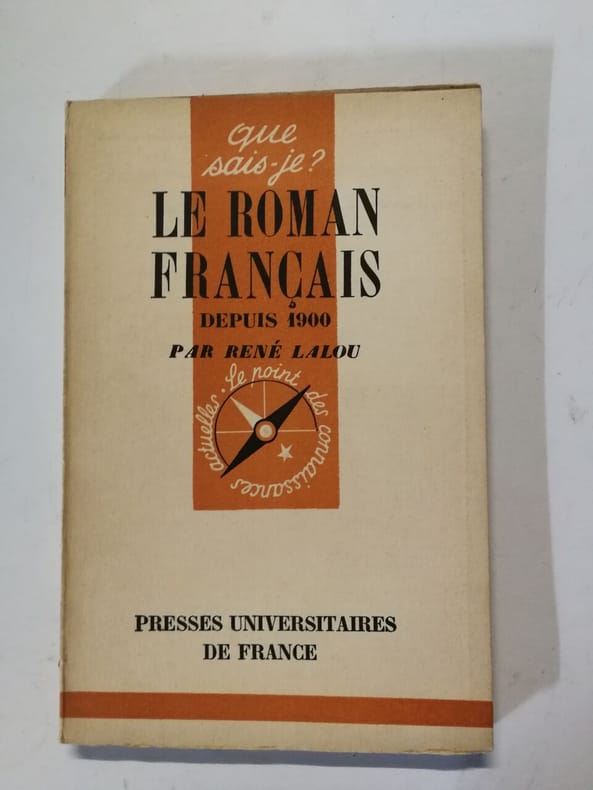 que
sais-je?
LE ROMAN
FRANÇAIS
DEPUIS 1900
PAR RENÉ LALOU
Le point des connaissances actuelles.
PRESSES UNIVERSITAIRES
DE FRANCE